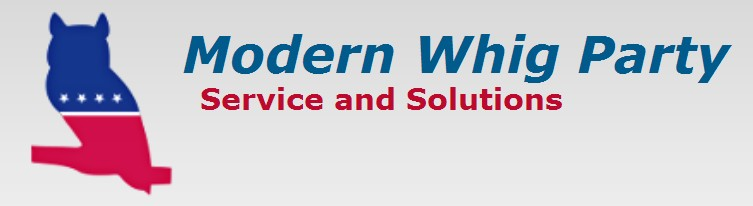 Modern Whig Party
Service and Solutions